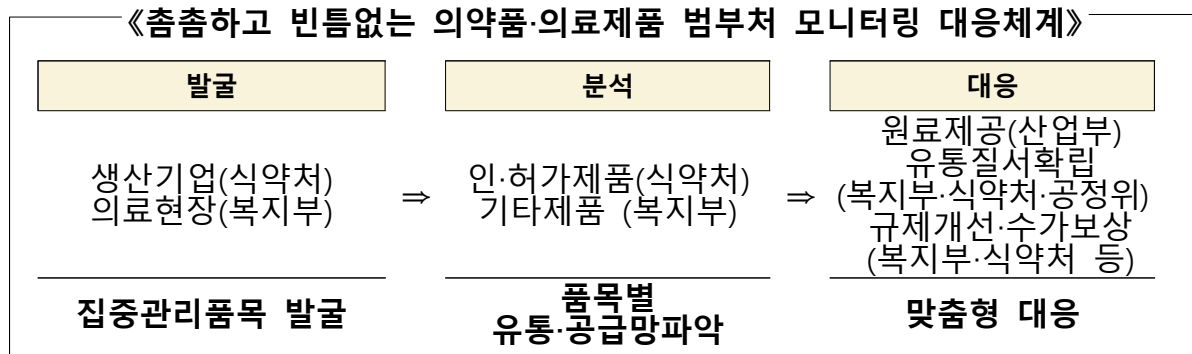 《촘촘하고 빈틈없는 의약품·의료제품 범부처 모니터링 대응체계》
발굴
생산기업(식약처)
의료현장(복지부)
집중관리품목 발굴
⇒
분석
인·허가제품(식약처)
기타제품 (복지부)
품목별
유통·공급망파악
⇒
대응
원료제공(산업부)
유통질서확립
(복지부·식약처·공정위)
규제개선·수가보상
(복지부·식약처 등)
맞춤형 대응